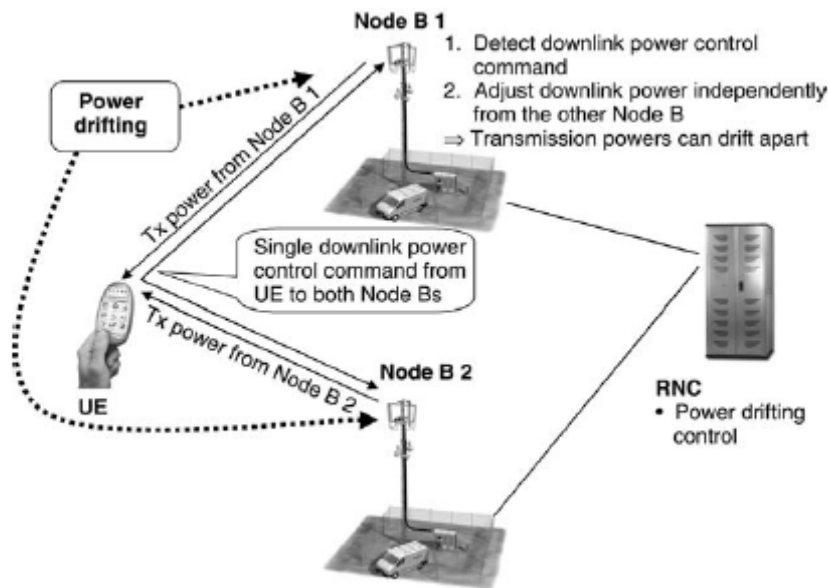 Node B 1
1. Detect downlink power control
command
2. Adjust downlink power independently
from the other Node B
⇒ Transmission powers can drift apart
Power
drifting
Tx power from Node B 1
Single downlink power
control command from
UE to both Node Bs
Tx power from Node B 2
UE
Node B 2
RNC
• Power drifting
control